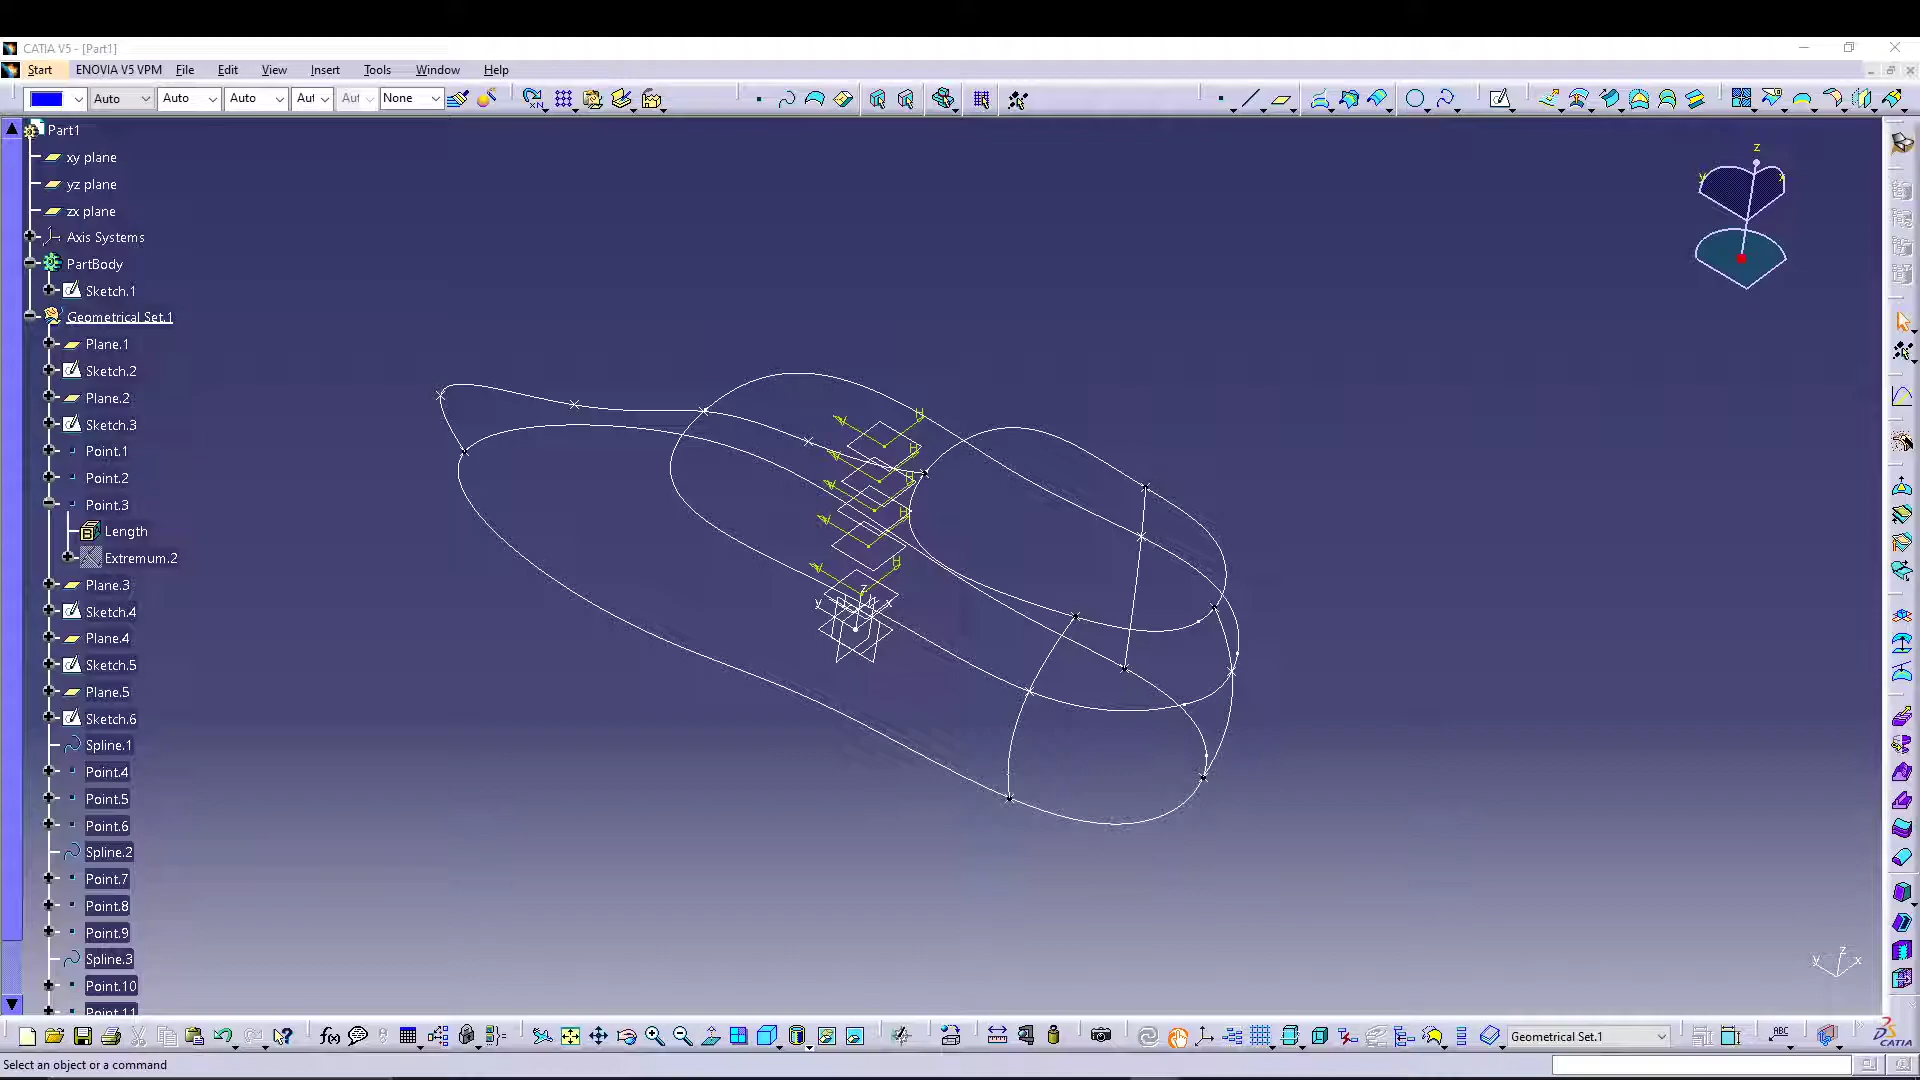 CATIA V5 - [Part1]
Start ENOVIA V5 VPM File Edit View Insert Tools Window Help
Auto Auto Auto Aut Aut None
Part1
xy plane
yz plane
zx plane
Axis Systems
PartBody
Sketch.1
Geometrical Set.1
Plane.1
Sketch.2
Plane.2
Sketch.3
Point.1
Point.2
Point.3
Length
Extremum.2
Plane.3
Sketch.4
Plane.4
Sketch.5
Plane.5
Sketch.6
Spline.1
Point.4
Point.5
Point.6
Spline.2
Point.7
Point.8
Point.9
Spline.3
Point.10
Point.11
z
y x
V H
V H
V H
V H
V H
z
y x
z
y x
Geometrical Set.1
ABC
CATIA
Select an object or a command